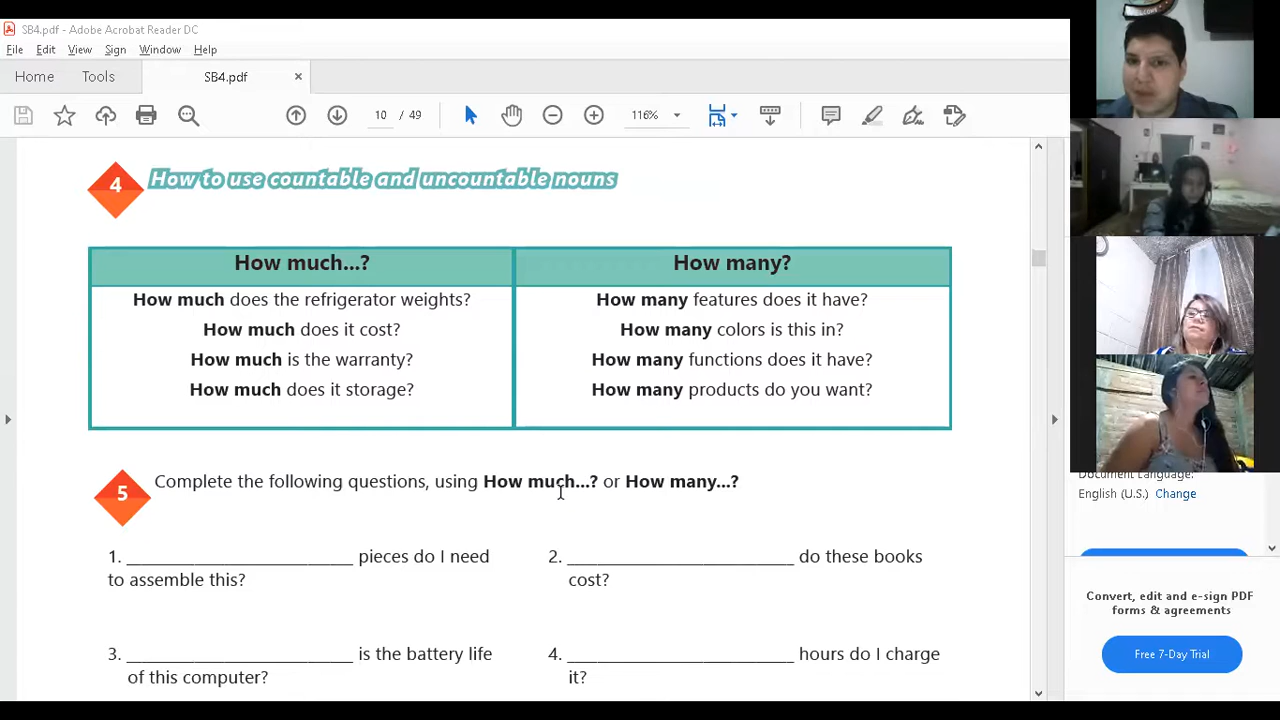 SB4.pdf - Adobe Acrobat Reader DC
File Edit View Sign Window Help
Home Tools SB4.pdf ×
10 / 49 116%
4 How to use countable and uncountable nouns
How much...? How many?
How much does the refrigerator weights? How many features does it have?
How much does it cost? How many colors is this in?
How much is the warranty? How many functions does it have?
How much does it storage? How many products do you want?
5 Complete the following questions, using How much...? or How many...?
1. ________________________ pieces do I need
to assemble this?
2. ________________________ do these books
cost?
3. ________________________ is the battery life
of this computer?
4. ________________________ hours do I charge
it?
English (U.S.) Change
Convert, edit and e-sign PDF
forms & agreements
Free 7-Day Trial